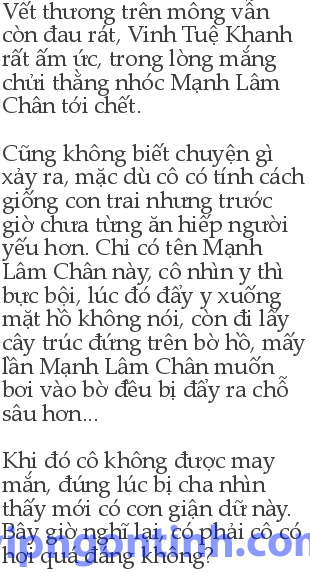 Vết thương trên mông vẫn
còn đau rát, Vinh Tuệ Khanh
rất ấm ức, trong lòng mắng
chửi thằng nhóc Mạnh Lâm
Chân tới chết.
Cũng không biết chuyện gì
xảy ra, mặc dù cô có tính cách
giống con trai nhưng trước
giờ chưa từng ăn hiếp người
yếu hơn. Chỉ có tên Mạnh
Lâm Chân này, cô nhìn y thì
bực bội, lúc đó đẩy y xuống
mặt hồ không nói, còn đi lấy
cây trúc đứng trên bờ hồ, mấy
lần Mạnh Lâm Chân muốn
bơi vào bờ đều bị đẩy ra chỗ
sâu hơn...
Khi đó cô không được may
mắn, đúng lúc bị cha nhìn
thấy mới có cơn giận dữ này.
Bây giờ nghĩ lại, có phải cô có
hơi quá đáng không?
vipngontinh.com